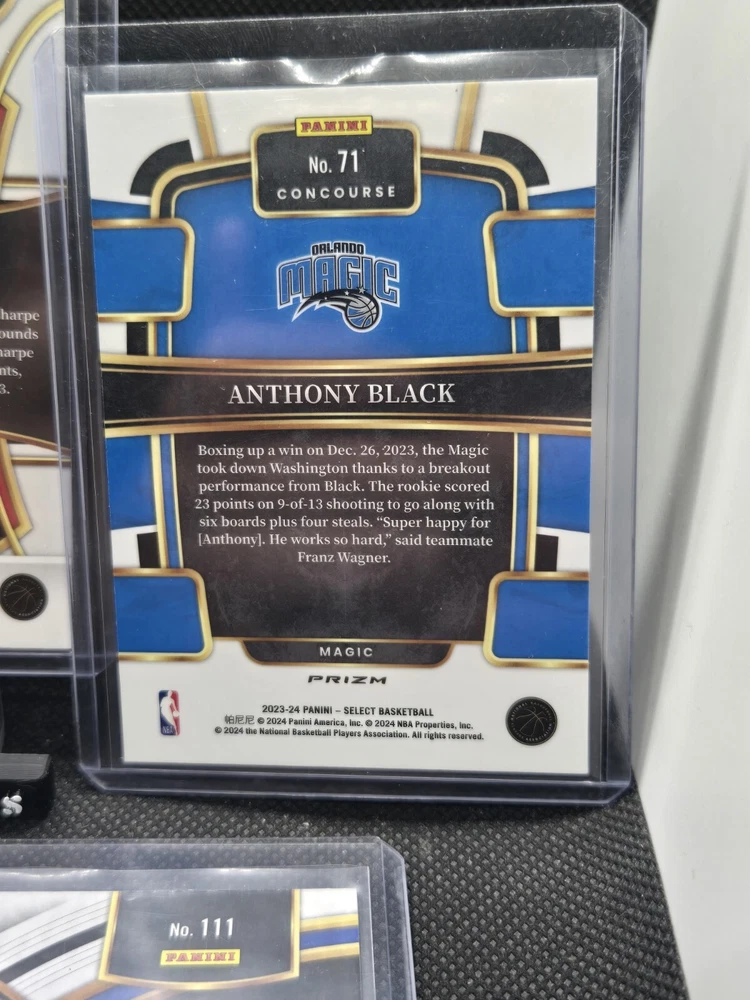 PANINI
No. 71
CONCOURSE
ORLANDO
MAGIC
ANTHONY BLACK
Boxing up a win on Dec. 26, 2023, the Magic
took down Washington thanks to a breakout
performance from Black. The rookie scored
23 points on 9-of-13 shooting to go along with
six boards plus four steals. “Super happy for
[Anthony]. He works so hard,” said teammate
Franz Wagner.
MAGIC
PRIZM
NBA
2023-24 PANINI – SELECT BASKETBALL
帕尼尼 © 2024 Panini America, Inc. © 2024 NBA Properties, Inc.
© 2024 the National Basketball Players Association. All rights reserved.
harpe
ounds
harpe
nts,
3.
No. 111
PANINI